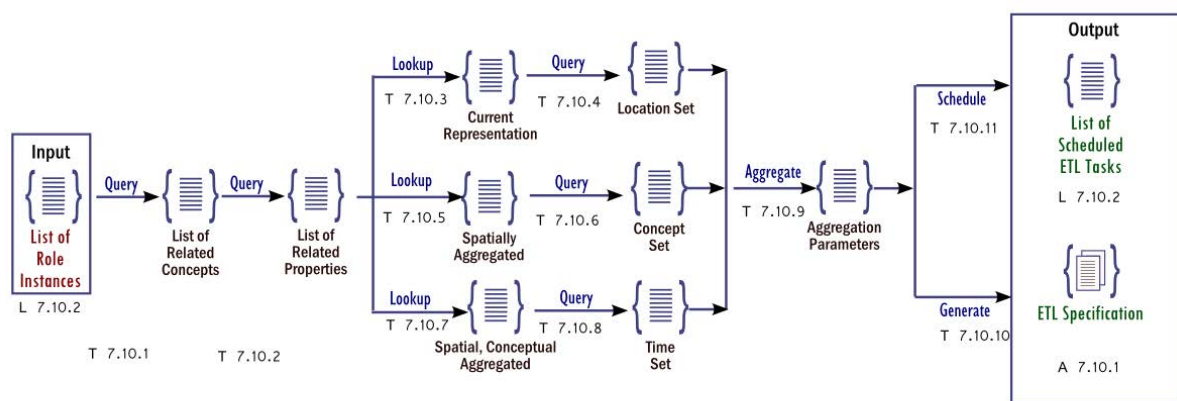 Input
List of
Role
Instances
L 7.10.2
Query
T 7.10.1
List of
Related
Concepts
Query
T 7.10.2
List of
Related
Properties
Lookup
T 7.10.3
Current
Representation
Query
T 7.10.4
Location Set
Lookup
T 7.10.5
Spatially
Aggregated
Query
T 7.10.6
Concept
Set
Lookup
T 7.10.7
Spatial, Conceptual
Aggregated
Query
T 7.10.8
Time
Set
Aggregate
T 7.10.9
Aggregation
Parameters
Schedule
T 7.10.11
Generate
T 7.10.10
Output
List of
Scheduled
ETL Tasks
L 7.10.2
ETL Specification
A 7.10.1